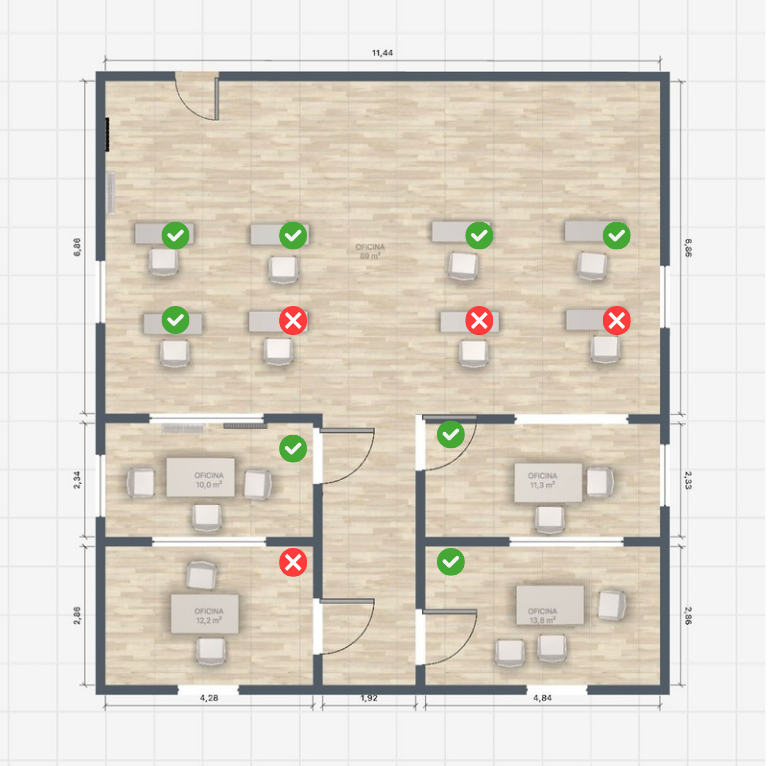 11,44
6,86
6,86
OFICINA
89 m²
2,34
OFICINA
10,0 m²
OFICINA
11,3 m²
2,33
2,86
OFICINA
12,2 m²
OFICINA
13,8 m²
2,86
4,28
1,92
4,84